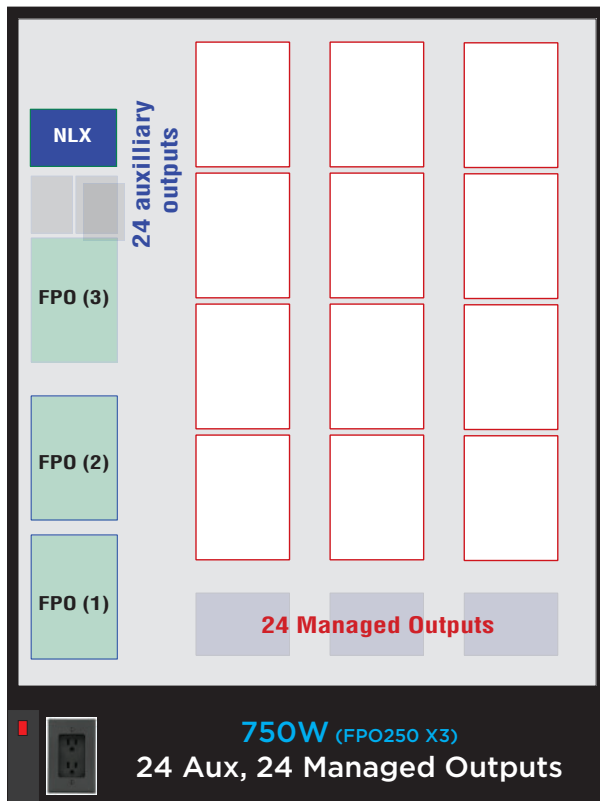 NLX
24 auxilliary
outputs
FPO (3)
FPO (2)
FPO (1)
24 Managed Outputs
750W (FPO250 X3)
24 Aux, 24 Managed Outputs